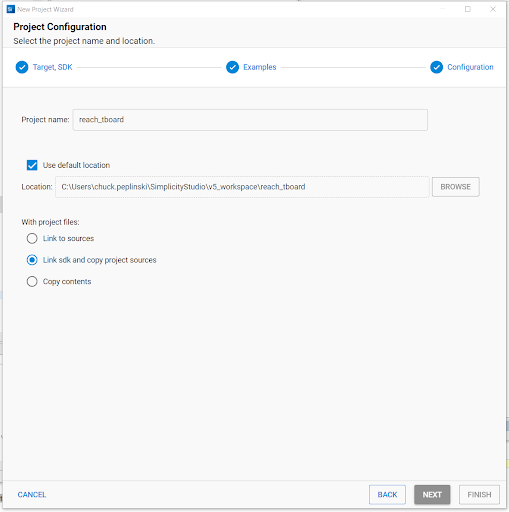 New Project Wizard
Project Configuration
Select the project name and location.
Target, SDK
Examples
Configuration
Project name: reach_tboard
Use default location
Location: C:\Users\chuck.peplinski\SimplicityStudio\v5_workspace\reach_tboard BROWSE
With project files:
Link to sources
Link sdk and copy project sources
Copy contents
CANCEL BACK NEXT FINISH